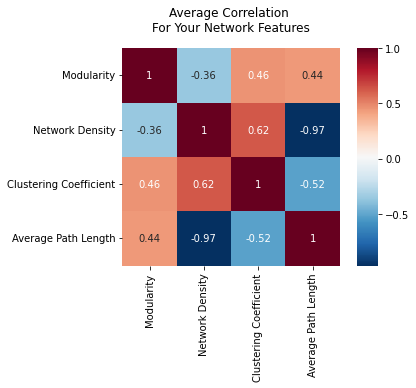 Average Correlation
For Your Network Features
Modularity 1 -0.36 0.46 0.44
Network Density -0.36 1 0.62 -0.97
Clustering Coefficient 0.46 0.62 1 -0.52
Average Path Length 0.44 -0.97 -0.52 1
Modularity
Network Density
Clustering Coefficient
Average Path Length
1.0
0.5
0.0
−0.5